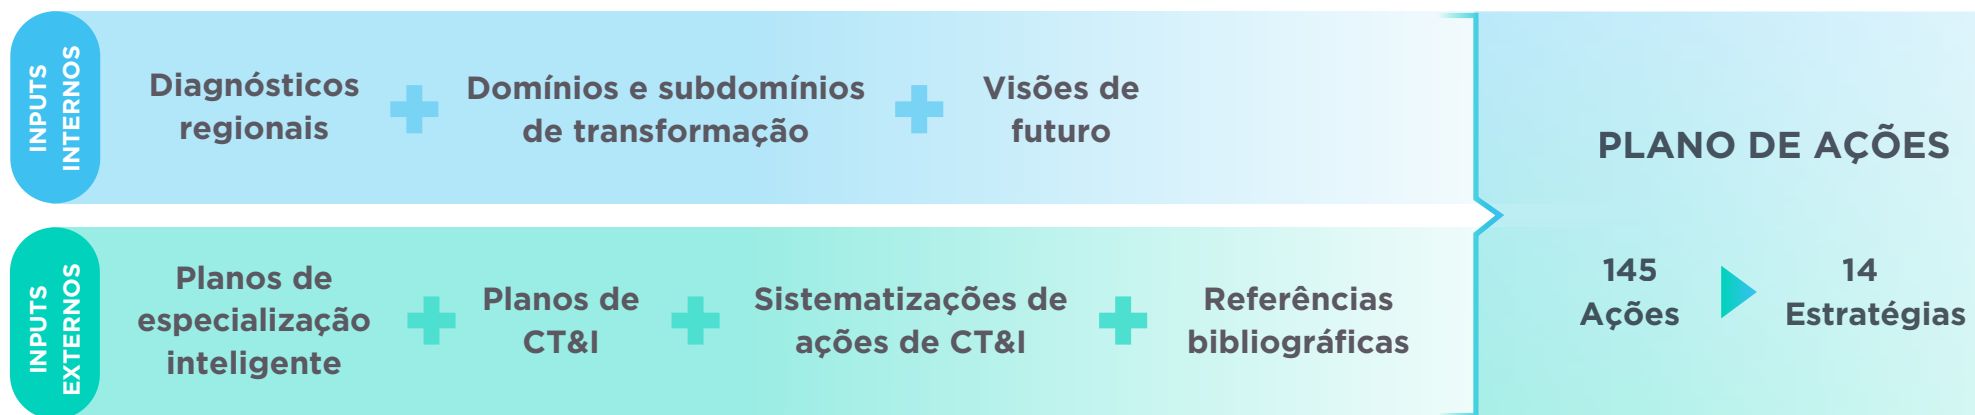 INPUTS
INTERNOS
Diagnósticos
regionais
Domínios e subdomínios
de transformação
Visões de
futuro
INPUTS
EXTERNOS
Planos de
especialização
inteligente
Planos de
CT&I
Sistematizações de
ações de CT&I
Referências
bibliográficas
PLANO DE AÇÕES
145
Ações
14
Estratégias